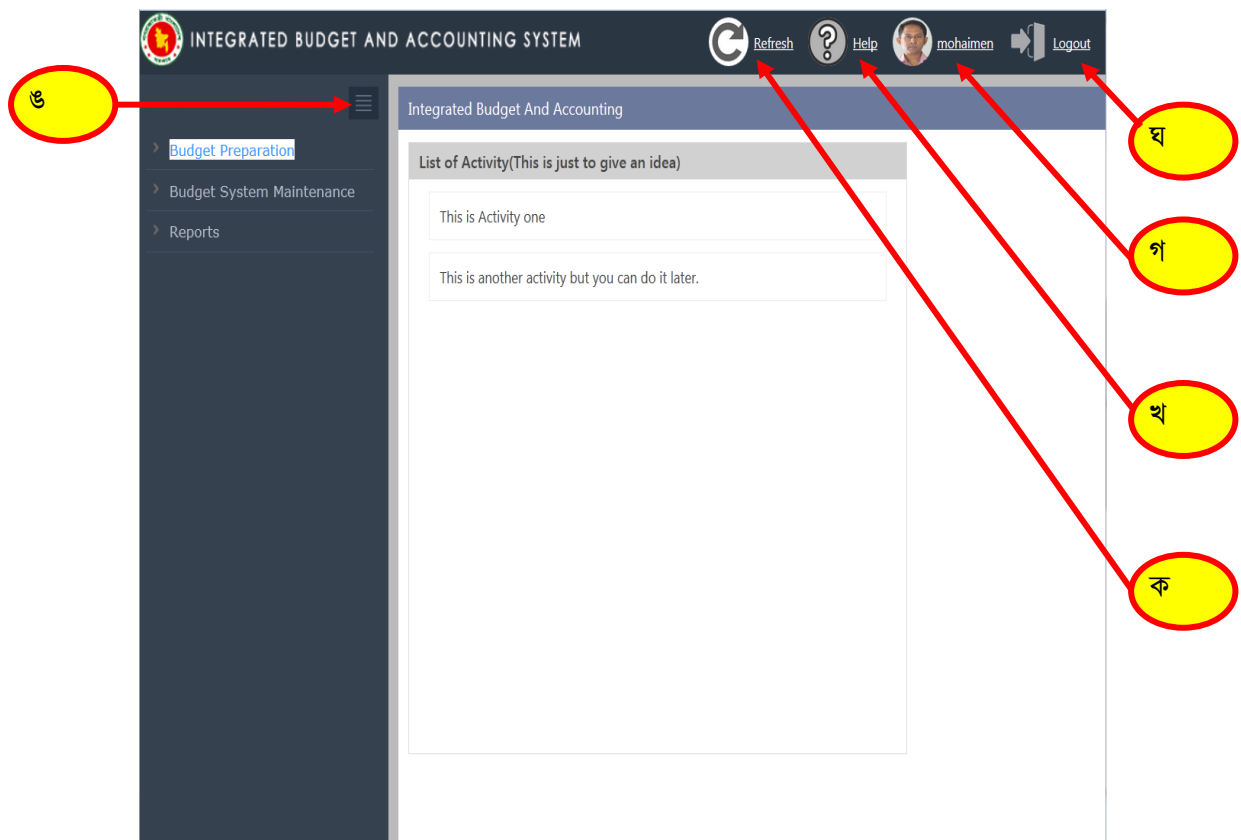 INTEGRATED BUDGET AND ACCOUNTING SYSTEM
Refresh
Help
mohaimen
Logout
ঙ
Integrated Budget And Accounting
ঘ
Budget Preparation
List of Activity(This is just to give an idea)
Budget System Maintenance
This is Activity one
Reports
গ
This is another activity but you can do it later.
খ
ক